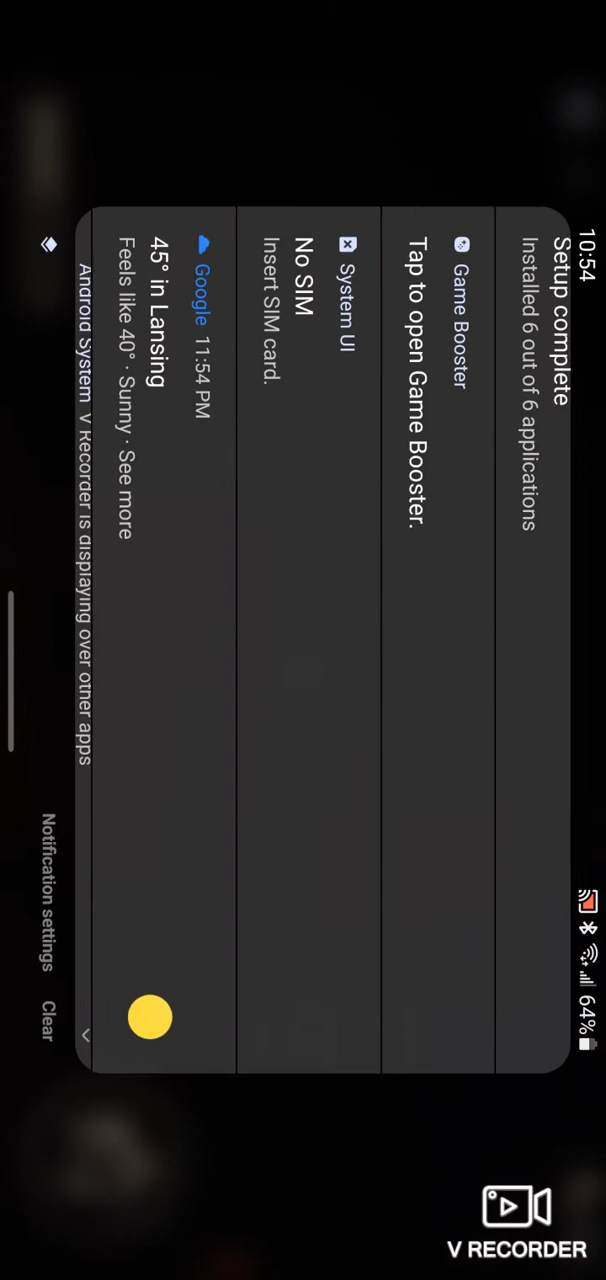 10:54
64%
Setup complete
Installed 6 out of 6 applications
Game Booster
Tap to open Game Booster.
System UI
No SIM
Insert SIM card.
Google 11:54 PM
45° in Lansing
Feels like 40° · Sunny · See more
Android System V Recorder is displaying over other apps
Notification settings Clear
V RECORDER